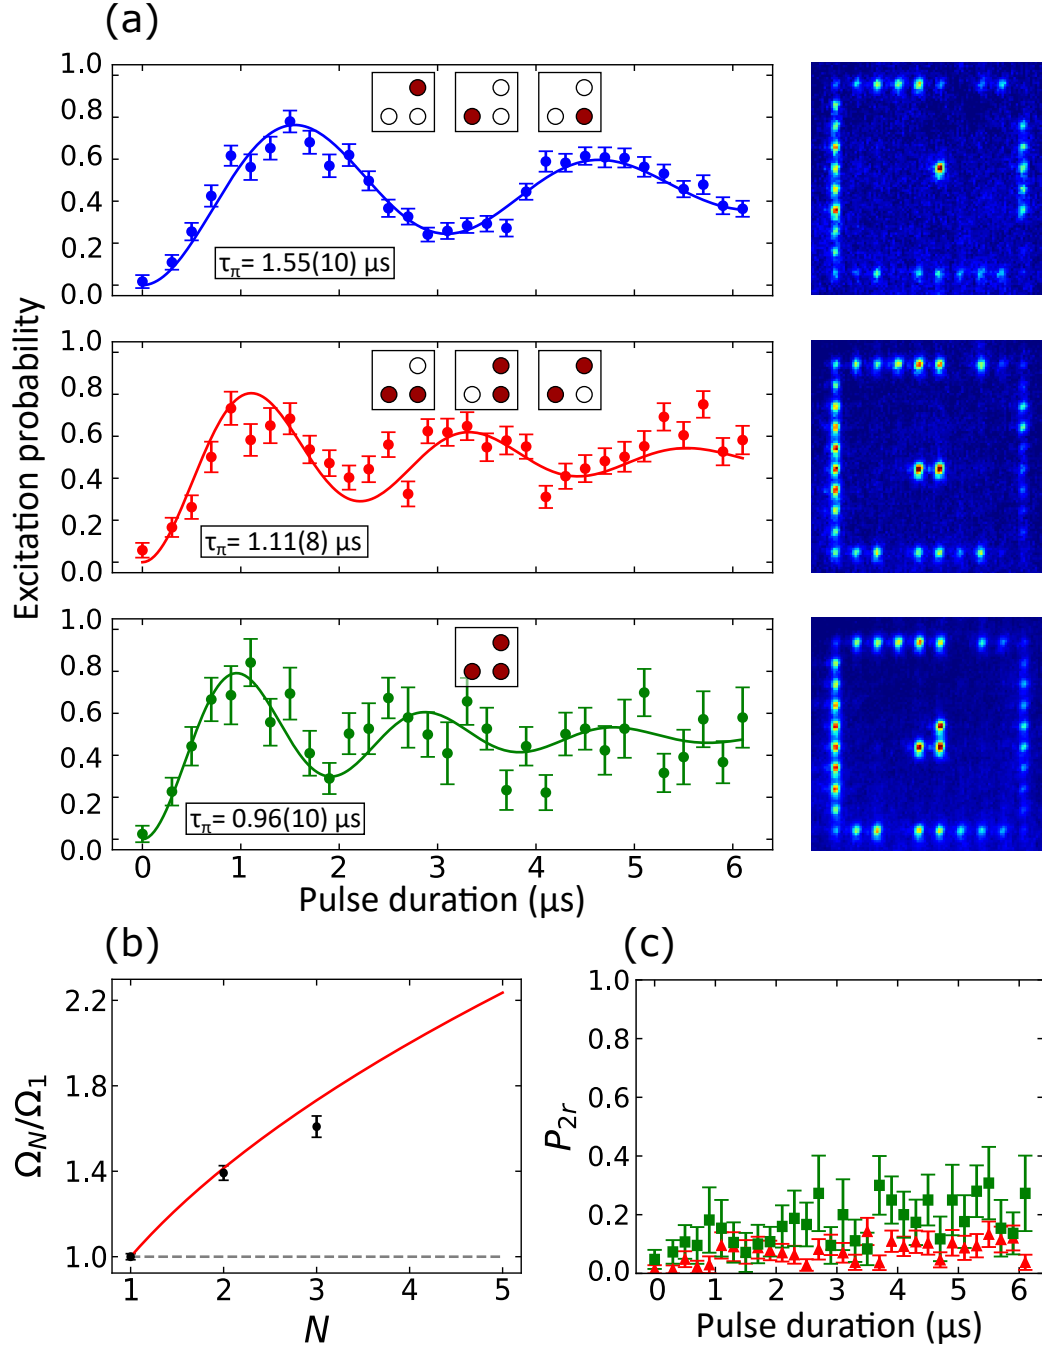 (a)
Excitation probability
1.0
0.8
0.6
0.4
0.2
0.0
τπ= 1.55(10) µs
1.0
0.8
0.6
0.4
0.2
0.0
τπ= 1.11(8) µs
1.0
0.8
0.6
0.4
0.2
0.0
τπ= 0.96(10) µs
0 1 2 3 4 5 6
Pulse duration (µs)
(b)
ΩN/Ω1
2.2
1.8
1.4
1.0
1 2 3 4 5
N
(c)
P2r
1.0
0.8
0.6
0.4
0.2
0.0
0 1 2 3 4 5 6
Pulse duration (µs)